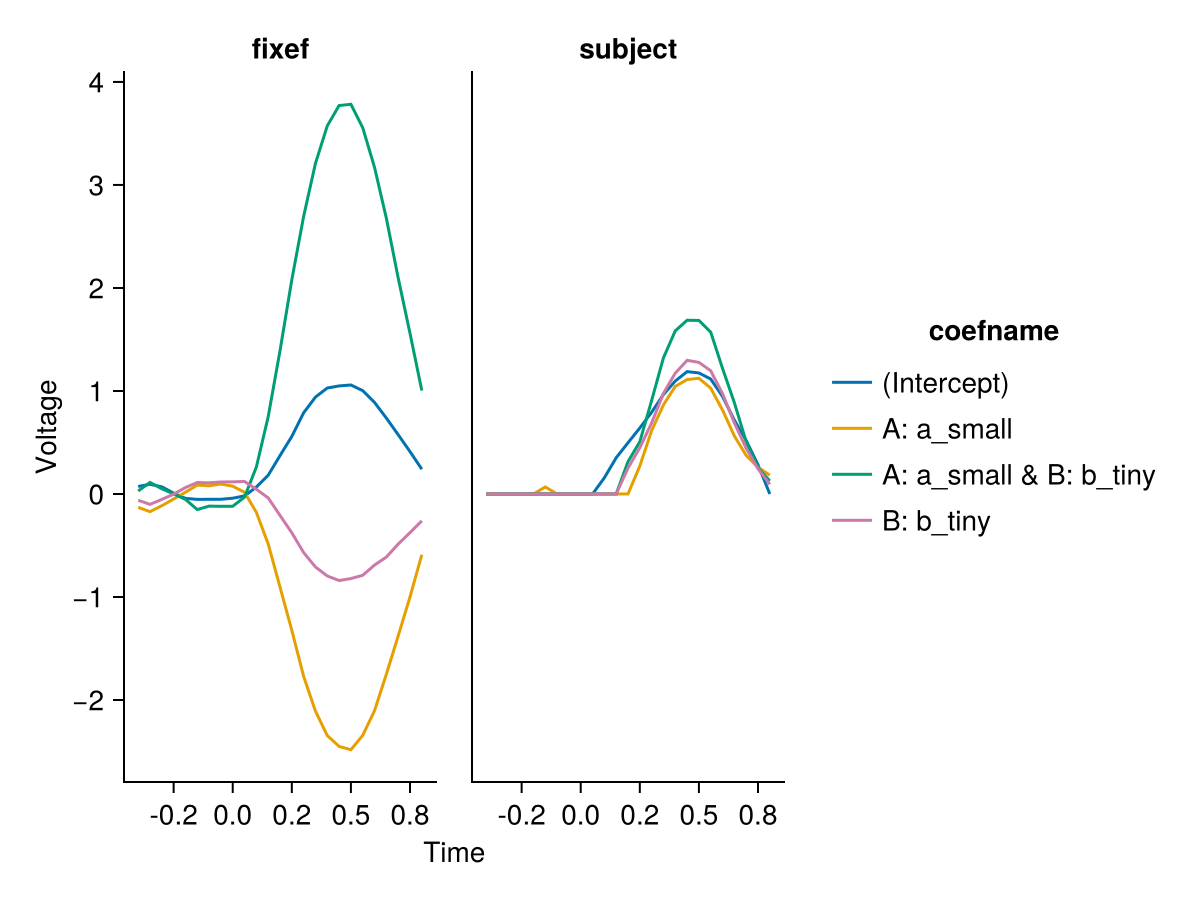 fixef
subject
4
3
2
1
0
−1
−2
Voltage
-0.2 0.0 0.2 0.5 0.8
-0.2 0.0 0.2 0.5 0.8
Time
coefname
(Intercept)
A: a_small
A: a_small & B: b_tiny
B: b_tiny